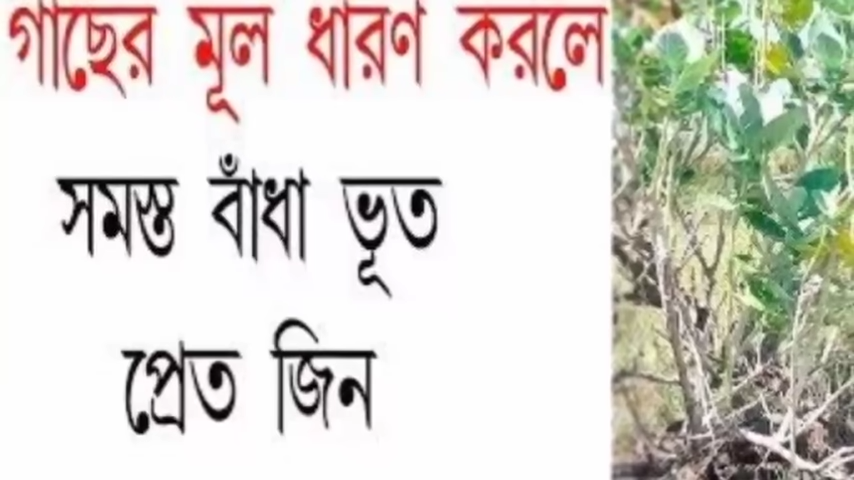 গাছের মূল ধারণ করলে
সমস্ত বাঁধা ভূত
প্রেত জিন